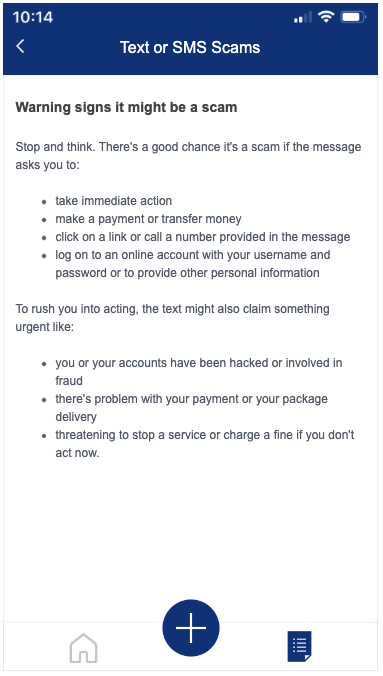 10:14
Text or SMS Scams
Warning signs it might be a scam
Stop and think. There's a good chance it's a scam if the message
asks you to:
• take immediate action
• make a payment or transfer money
• click on a link or call a number provided in the message
• log on to an online account with your username and
password or to provide other personal information
To rush you into acting, the text might also claim something
urgent like:
• you or your accounts have been hacked or involved in
fraud
• there's problem with your payment or your package
delivery
• threatening to stop a service or charge a fine if you don't
act now.